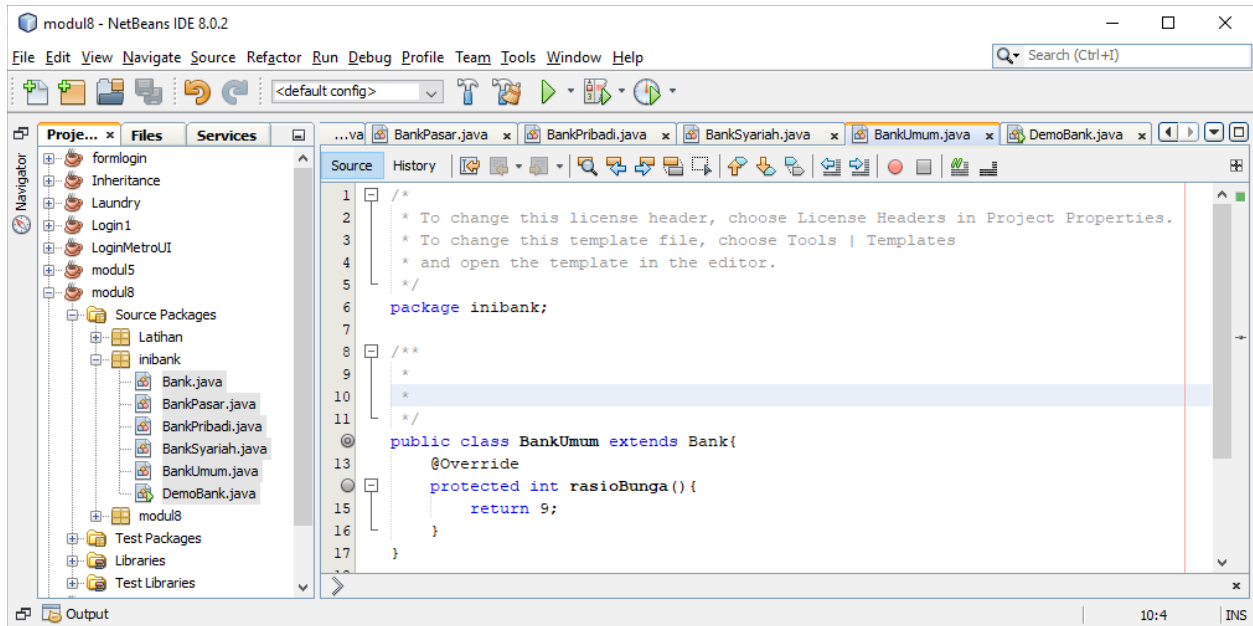 modul8 - NetBeans IDE 8.0.2
File Edit View Navigate Source Refactor Run Debug Profile Team Tools Window Help
Search (Ctrl+I)
<default config>
Proje... x Files Services
...va BankPasar.java x BankPribadi.java x BankSyariah.java x BankUmum.java x DemoBank.java x
Navigator
formlogin
Inheritance
Laundry
Login1
LoginMetroUI
modul5
modul8
Source Packages
Latihan
inibank
Bank.java
BankPasar.java
BankPribadi.java
BankSyariah.java
BankUmum.java
DemoBank.java
modul8
Test Packages
Libraries
Test Libraries
Source History
1 /*
2 * To change this license header, choose License Headers in Project Properties.
3 * To change this template file, choose Tools | Templates
4 * and open the template in the editor.
5 */
6 package inibank;
7
8 /**
9 *
10 *
11 */
public class BankUmum extends Bank{
13 @Override
protected int rasioBunga(){
15 return 9;
16 }
17 }
Output
10:4 INS